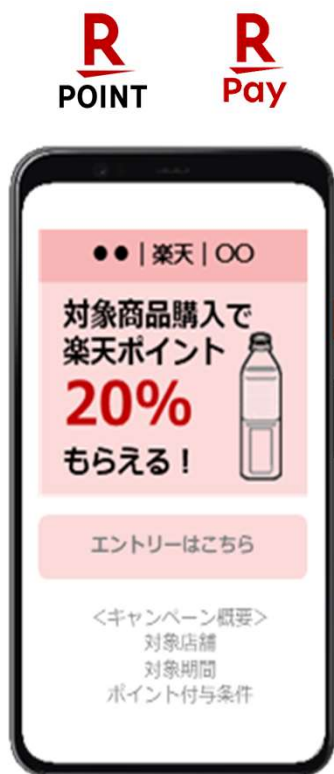 R
POINT
R
Pay
●●｜楽天｜〇〇
対象商品購入で
楽天ポイント
20%
もらえる！
エントリーはこちら
＜キャンペーン概要＞
対象店舗
対象期間
ポイント付与条件